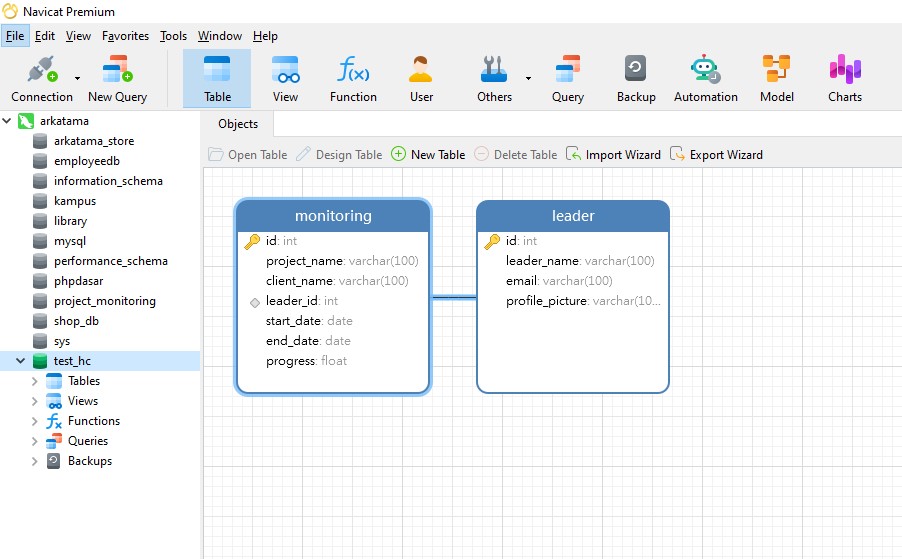 Navicat Premium
File Edit View Favorites Tools Window Help
Connection New Query Table View Function User Others Query Backup Automation Model Charts
arkatama
arkatama_store
employeedb
information_schema
kampus
library
mysql
performance_schema
phpdasar
project_monitoring
shop_db
sys
test_hc
Tables
Views
Functions
Queries
Backups
Objects
Open Table Design Table New Table Delete Table Import Wizard Export Wizard
monitoring
id: int
project_name: varchar(100)
client_name: varchar(100)
leader_id: int
start_date: date
end_date: date
progress: float
leader
id: int
leader_name: varchar(100)
email: varchar(100)
profile_picture: varchar(10...